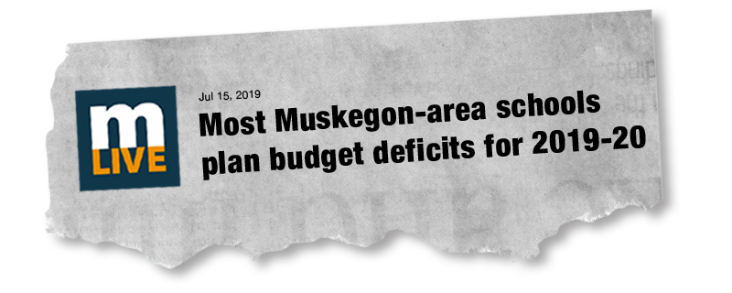 m
LIVE
Jul 15, 2019
Most Muskegon-area schools
plan budget deficits for 2019-20